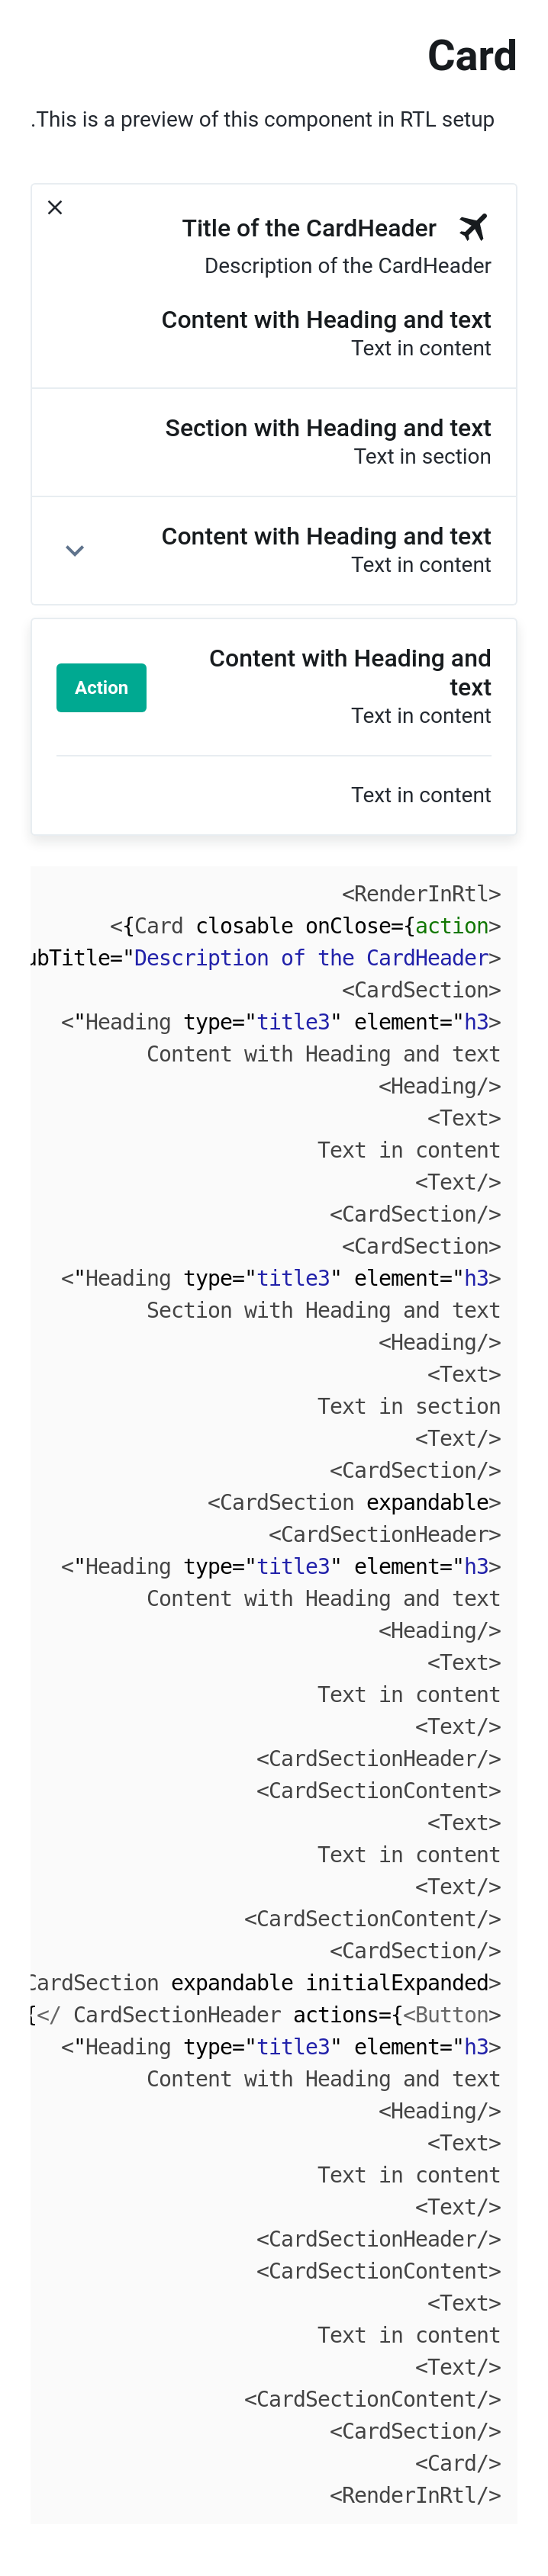 Card
.This is a preview of this component in RTL setup
Title of the CardHeader
Description of the CardHeader
Content with Heading and text
Text in content
Section with Heading and text
Text in section
Content with Heading and text
Text in content
Content with Heading and
text
Text in content
Action
Text in content
<RenderInRtl>
<{Card closable onClose={action>
ubTitle="Description of the CardHeader>
<CardSection>
<"Heading type="title3" element="h3>
Content with Heading and text
<Heading/>
<Text>
Text in content
<Text/>
<CardSection/>
<CardSection>
<"Heading type="title3" element="h3>
Section with Heading and text
<Heading/>
<Text>
Text in section
<Text/>
<CardSection/>
<CardSection expandable>
<CardSectionHeader>
<"Heading type="title3" element="h3>
Content with Heading and text
<Heading/>
<Text>
Text in content
<Text/>
<CardSectionHeader/>
<CardSectionContent>
<Text>
Text in content
<Text/>
<CardSectionContent/>
<CardSection/>
CardSection expandable initialExpanded>
{</ CardSectionHeader actions={<Button>
<"Heading type="title3" element="h3>
Content with Heading and text
<Heading/>
<Text>
Text in content
<Text/>
<CardSectionHeader/>
<CardSectionContent>
<Text>
Text in content
<Text/>
<CardSectionContent/>
<CardSection/>
<Card/>
<RenderInRtl/>